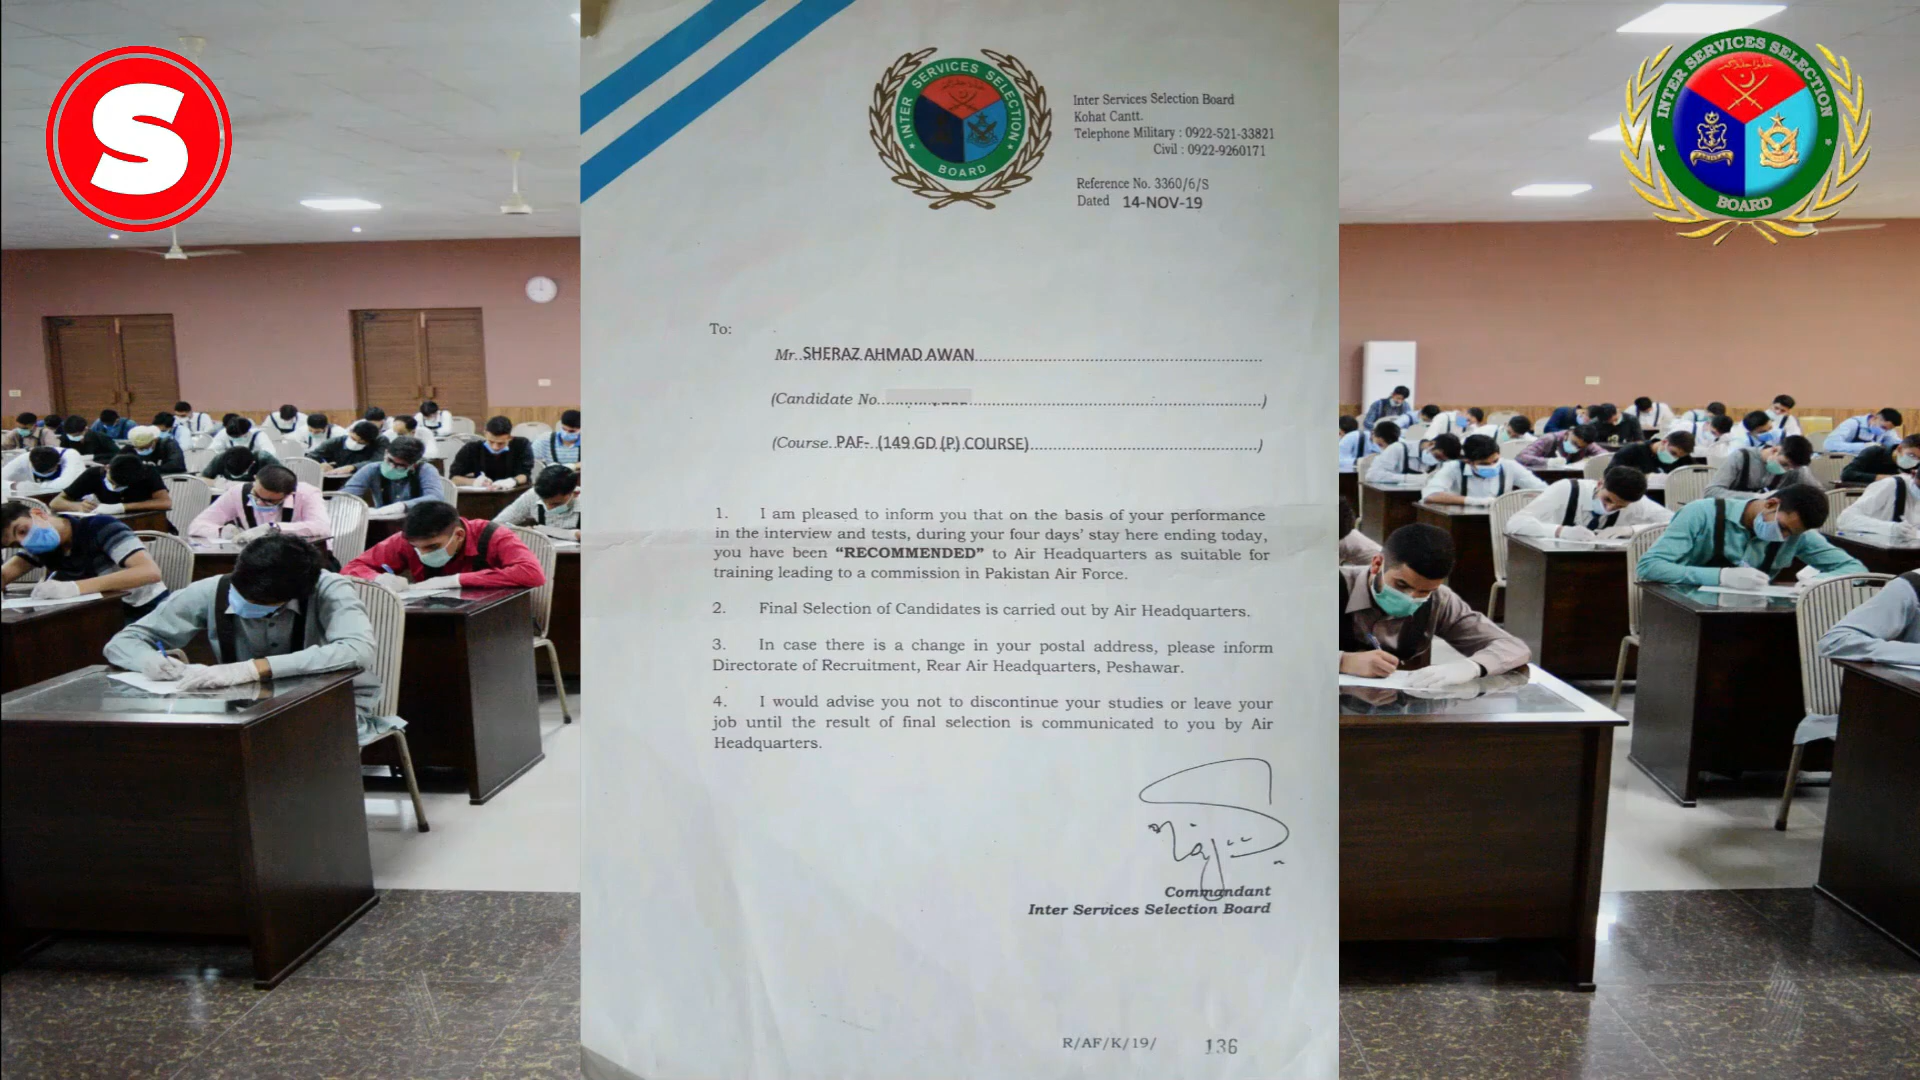 S
INTER SERVICES SELECTION
BOARD
Inter Services Selection Board
Kohat Cantt.
Telephone Military : 0922-521-33821
Civil : 0922-9260171
Reference No. 3360/6/S
Dated 14-NOV-19
INTER SERVICES SELECTION
BOARD
To:
Mr. SHERAZ AHMAD AWAN
(Candidate No. )
(Course. PAF- (149 GD (P) COURSE) )
1. I am pleased to inform you that on the basis of your performance
in the interview and tests, during your four days' stay here ending today,
you have been "RECOMMENDED" to Air Headquarters as suitable for
training leading to a commission in Pakistan Air Force.
2. Final Selection of Candidates is carried out by Air Headquarters.
3. In case there is a change in your postal address, please inform
Directorate of Recruitment, Rear Air Headquarters, Peshawar.
4. I would advise you not to discontinue your studies or leave your
job until the result of final selection is communicated to you by Air
Headquarters.
Commandant
Inter Services Selection Board
R/AF/K/19/ 136